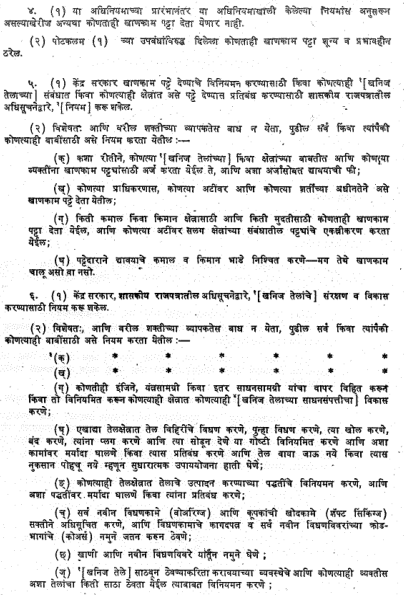 ४. (१) या अधिनियमाच्या प्रारंभानंतर या अधिनियमाखाली केलेल्या नियमांस अनुसरून
असल्याखेरीज अन्यथा कोणताही खाणकाम पट्टा देता येणार नाही.
(२) पोटकलम (१) च्या उपबंधांविरुद्ध दिलेला कोणताही खाणकाम पट्टा शून्य व प्रभावहीन
ठरेल.
५. (१) केंद्र सरकार खाणकाम पट्टे देण्याचे विनियमन करण्यासाठी किंवा कोणत्याही [खनिज
तेलाच्या] संबंधात किंवा कोणत्याही क्षेत्रात असे पट्टे देण्यास प्रतिबंध करण्यासाठी शासकीय राजपत्रातील
अधिसूचनेद्वारे, [नियम] करू शकेल.
(२) विशेषतः आणि वरील शक्तीच्या व्यापकतेस बाध न येता, पुढील सर्व किंवा त्यांपैकी
कोणत्याही बाबींसाठी असे नियम करता येतील :—
(क) कशा रीतीने, कोणत्या [खनिज तेलांच्या] किंवा क्षेत्रांच्या बाबतीत आणि कोणत्या
व्यक्तींना खाणकाम पट्ट्यांसाठी अर्ज करता येईल ते, आणि अशा अर्जासोबत द्यावयाची फी;
(ख) कोणत्या प्राधिकरणास, कोणत्या अटींवर आणि कोणत्या शर्तींच्या अधीनतेने असे
खाणकाम पट्टे देता येतील;
(ग) किती कमाल किंवा किमान क्षेत्रासाठी आणि किती मुदतीसाठी कोणताही खाणकाम
पट्टा देता येईल, आणि कोणत्या अटींवर सलग क्षेत्रांच्या संबंधातील पट्ट्यांचे एकत्रीकरण करता
येईल;
(घ) पट्टेदाराने द्यावयाचे कमाल व किमान भाडे निश्चित करणे—मग तेथे खाणकाम
चालू असो वा नसो.
६. (१) केंद्र सरकार, शासकीय राजपत्रातील अधिसूचनेद्वारे, [खनिज तेलांचे] संरक्षण व विकास
करण्यासाठी नियम करू शकेल.
(२) विशेषतः, आणि वरील शक्तीच्या व्यापकतेस बाध न येता, पुढील सर्व किंवा त्यांपैकी
कोणत्याही बाबींसाठी असे नियम करता येतील :—
(क) * * * * * *
(ख) * * * * * *
(ग) कोणतीही इंजिने, यंत्रसामग्री किंवा इतर साधनसामग्री यांचा वापर विहित करून
किंवा तो विनियमित करून कोणत्याही क्षेत्रात कोणत्याही [खनिज तेलाच्या साधनसंपत्तीचा] विकास
करणे;
(घ) एखाद्या तेलक्षेत्रात तेल विहिरींचे विंधण करणे, पुन्हा विंधण करणे, त्या खोल करणे,
बंद करणे, त्यांना प्लग करणे आणि त्या सोडून देणे या गोष्टी विनियमित करणे आणि अशा
कामांवर मर्यादा घालणे किंवा त्यास प्रतिबंध करणे आणि तेल वाया जाऊ नये किंवा त्यास
नुकसान पोहचू नये म्हणून सुधारात्मक उपाययोजना हाती घेणे;
(ङ) कोणत्याही तेलक्षेत्रात तेलाचे उत्पादन करण्याच्या पद्धतींचे विनियमन करणे, आणि
अशा पद्धतींवर मर्यादा घालणे किंवा त्यांना प्रतिबंध करणे;
(च) सर्व नवीन विंधणकामे (बोअरिंग्ज) आणि कूपकांची खोदकामे (शॅफ्ट सिंकिंग्ज)
सक्तीने अधिसूचित करणे, आणि विंधणकामाचे कागदपत्र व सर्व नवीन विंधणविवरांच्या क्रोड-
भागांचे (कोअर्स) नमुने जतन करून ठेवणे;
(छ) खाणी आणि नवीन विंधणविवरे यांतून नमुने घेणे;
(ज) [खनिज तेले] साठवून ठेवण्याकरिता करावयाच्या व्यवस्थेचे आणि कोणत्याही व्यक्तीस
अशा तेलांचा किती साठा ठेवता येईल त्याबाबत विनियमन करणे;